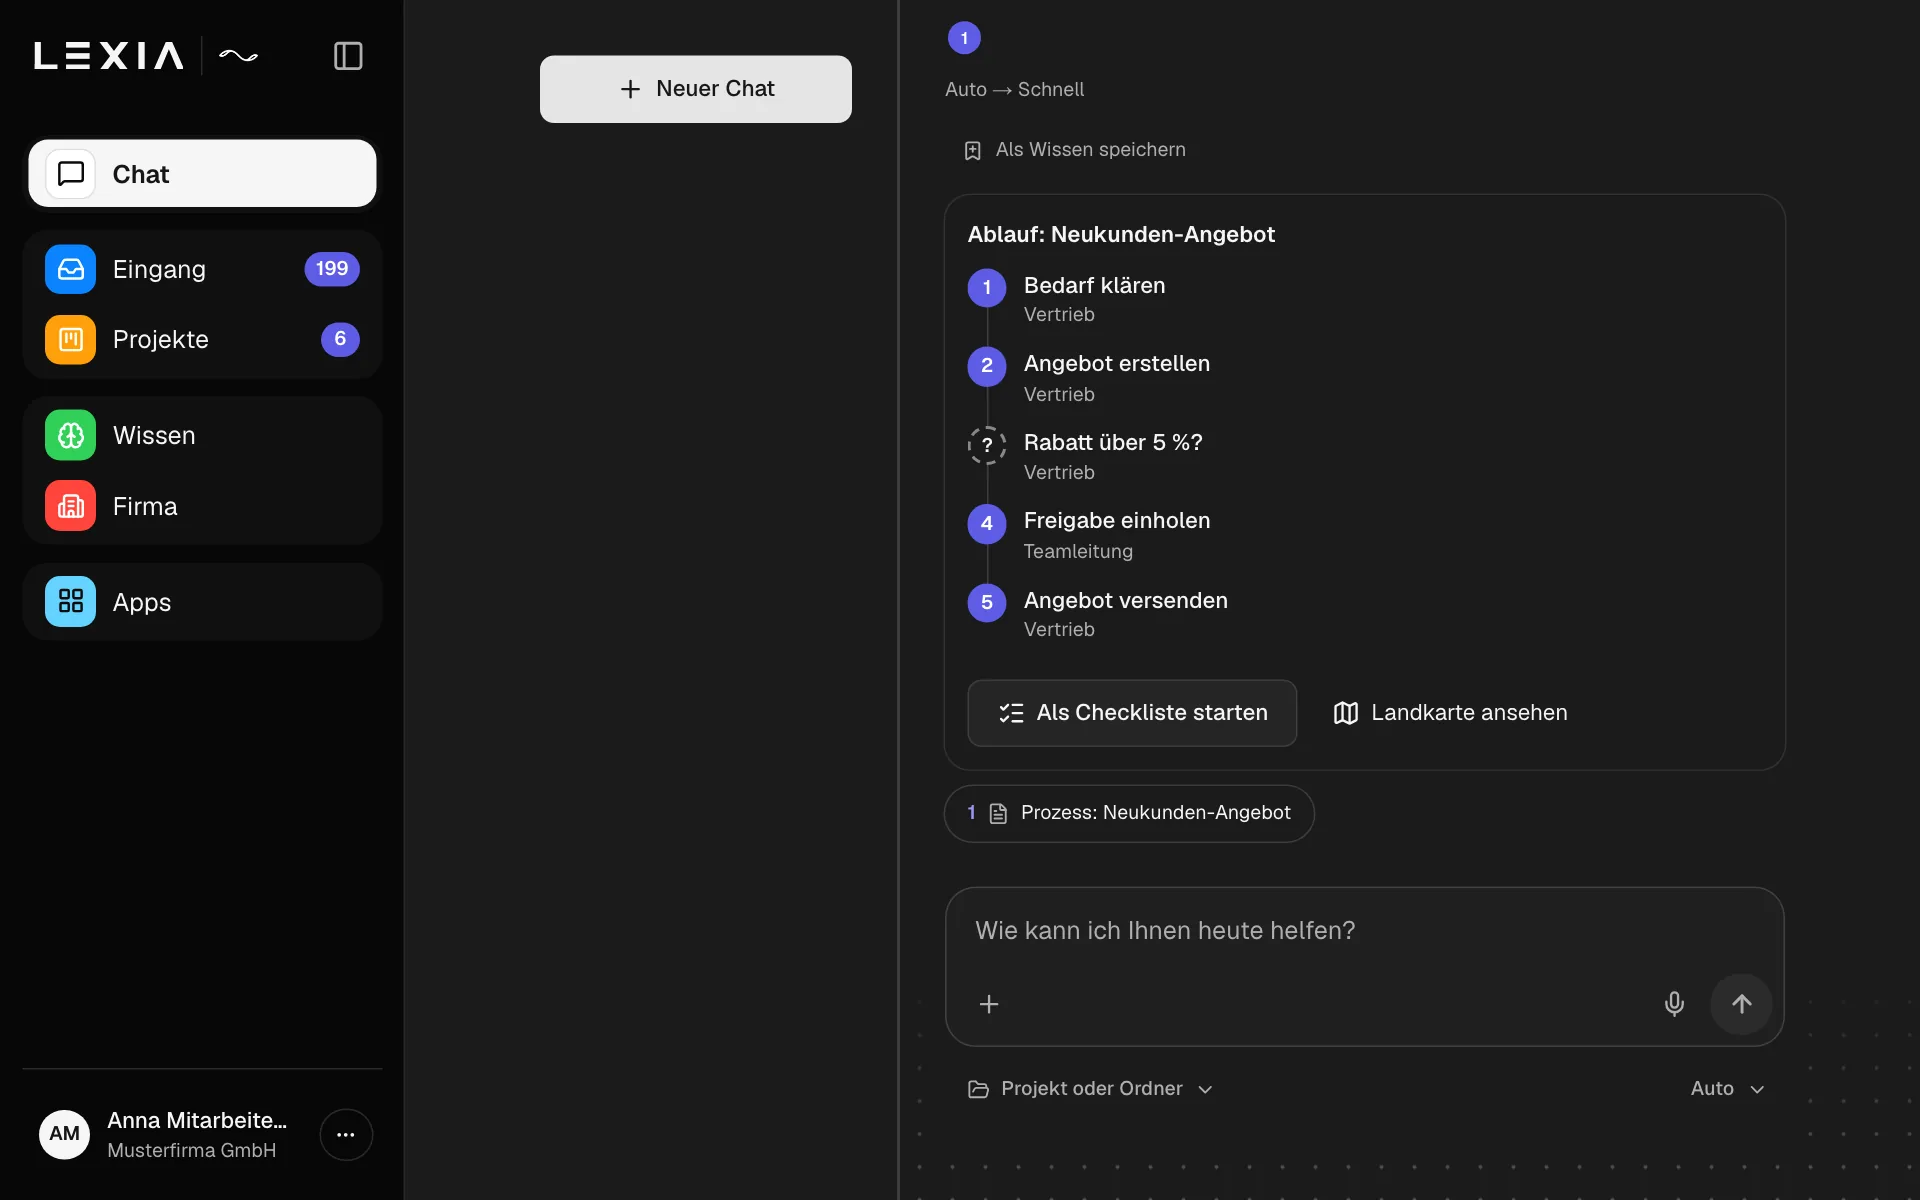 LEXIA
Chat
Eingang
199
Projekte
6
Wissen
Firma
Apps
AM
Anna Mitarbeite...
Musterfirma GmbH
Neuer Chat
1
Auto → Schnell
Als Wissen speichern
Ablauf: Neukunden-Angebot
1
Bedarf klären
Vertrieb
2
Angebot erstellen
Vertrieb
?
Rabatt über 5 %?
Vertrieb
4
Freigabe einholen
Teamleitung
5
Angebot versenden
Vertrieb
Als Checkliste starten
Landkarte ansehen
1
Prozess: Neukunden-Angebot
Wie kann ich Ihnen heute helfen?
Projekt oder Ordner
Auto